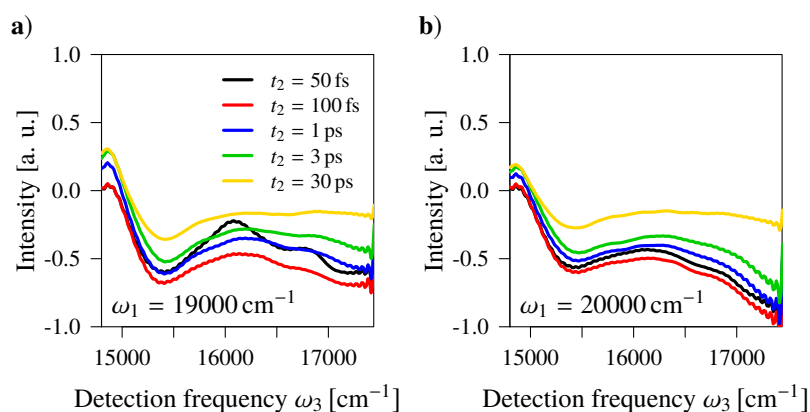 a)
Intensity [a. u.]
1.0
0.5
0.0
-0.5
-1.0
t₂ = 50 fs
t₂ = 100 fs
t₂ = 1 ps
t₂ = 3 ps
t₂ = 30 ps
ω₁ = 19000 cm⁻¹
15000 16000 17000
Detection frequency ω₃ [cm⁻¹]
b)
Intensity [a. u.]
1.0
0.5
0.0
-0.5
-1.0
ω₁ = 20000 cm⁻¹
15000 16000 17000
Detection frequency ω₃ [cm⁻¹]